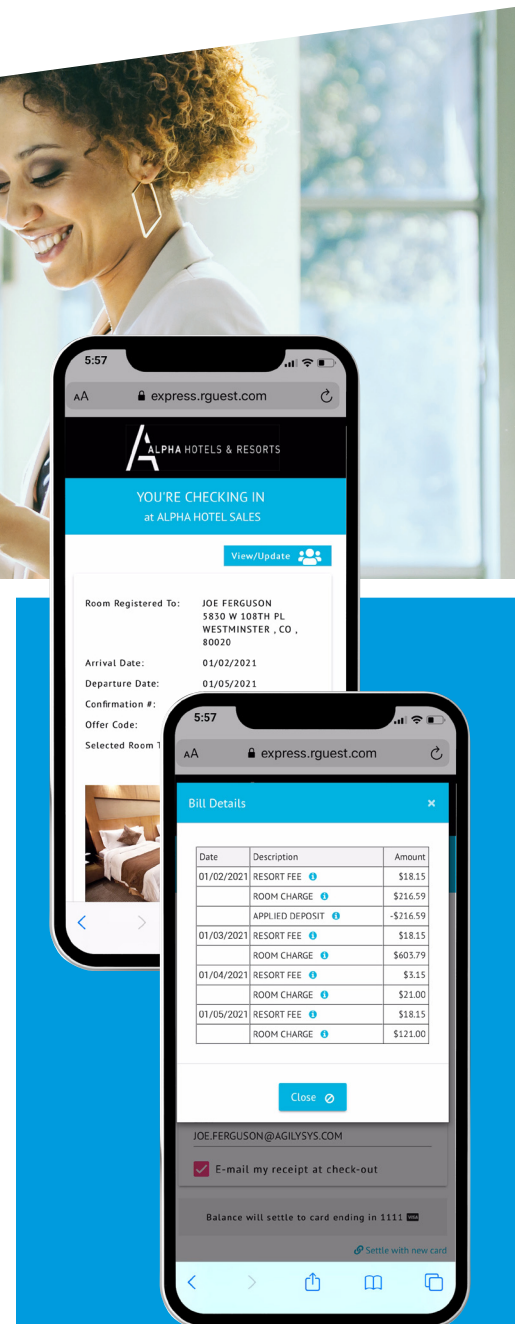 5:57
AA express.rguest.com
ALPHA HOTELS & RESORTS
YOU'RE CHECKING IN
at ALPHA HOTEL SALES
View/Update
Room Registered To: JOE FERGUSON
5830 W 108TH PL
WESTMINSTER , CO ,
80020
Arrival Date: 01/02/2021
Departure Date: 01/05/2021
Confirmation #:
Offer Code:
Selected Room
5:57
AA express.rguest.com
Bill Details ×
Date Description Amount
01/02/2021 RESORT FEE $18.15
ROOM CHARGE $216.59
APPLIED DEPOSIT -$216.59
01/03/2021 RESORT FEE $18.15
ROOM CHARGE $603.79
01/04/2021 RESORT FEE $3.15
ROOM CHARGE $21.00
01/05/2021 RESORT FEE $18.15
ROOM CHARGE $121.00
Close
JOE.FERGUSON@AGILYSYS.COM
E-mail my receipt at check-out
Balance will settle to card ending in 1111 VISA
Settle with new card